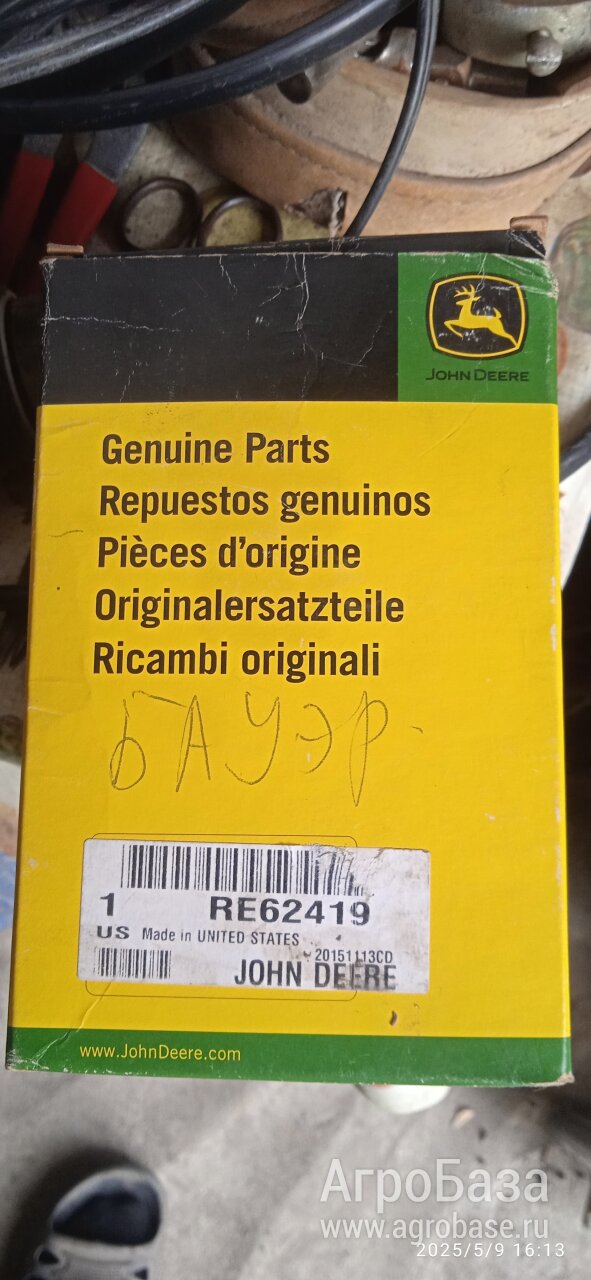 JOHN DEERE
Genuine Parts
Repuestos genuinos
Pièces d'origine
Originalersatzteile
Ricambi originali
БАУЭР
1 RE62419
US Made in UNITED STATES
20151113CD
JOHN DEERE
www.JohnDeere.com
АгроБаза
www.agrobase.ru
2025/5/9 16:13